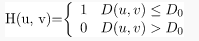 H(u, v)= { 1 D(u, v) ≤ D₀
0 D(u, v) > D₀